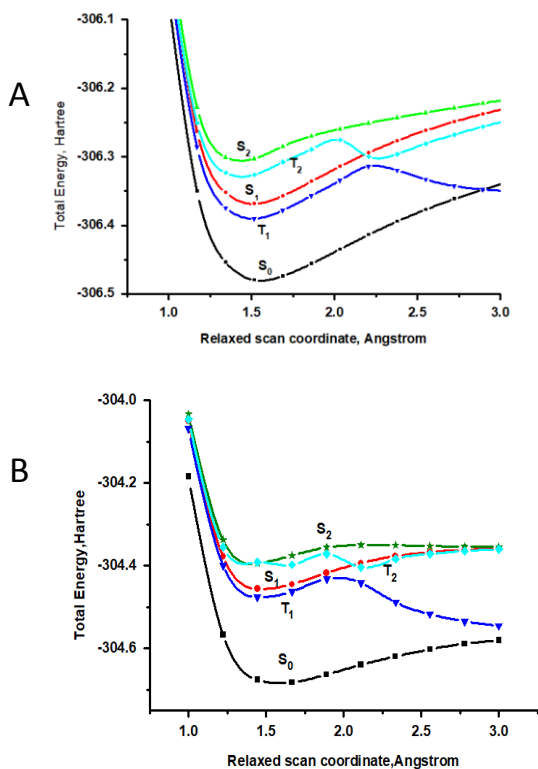 A
Total Energy, Hartree
-306.1
-306.2
-306.3
-306.4
-306.5
S2
T2
S1
T1
S0
1.0 1.5 2.0 2.5 3.0
Relaxed scan coordinate, Angstrom
B
Total Energy,Hartree
-304.0
-304.2
-304.4
-304.6
S2
S1
T2
T1
S0
1.0 1.5 2.0 2.5 3.0
Relaxed scan coordinate,Angstrom